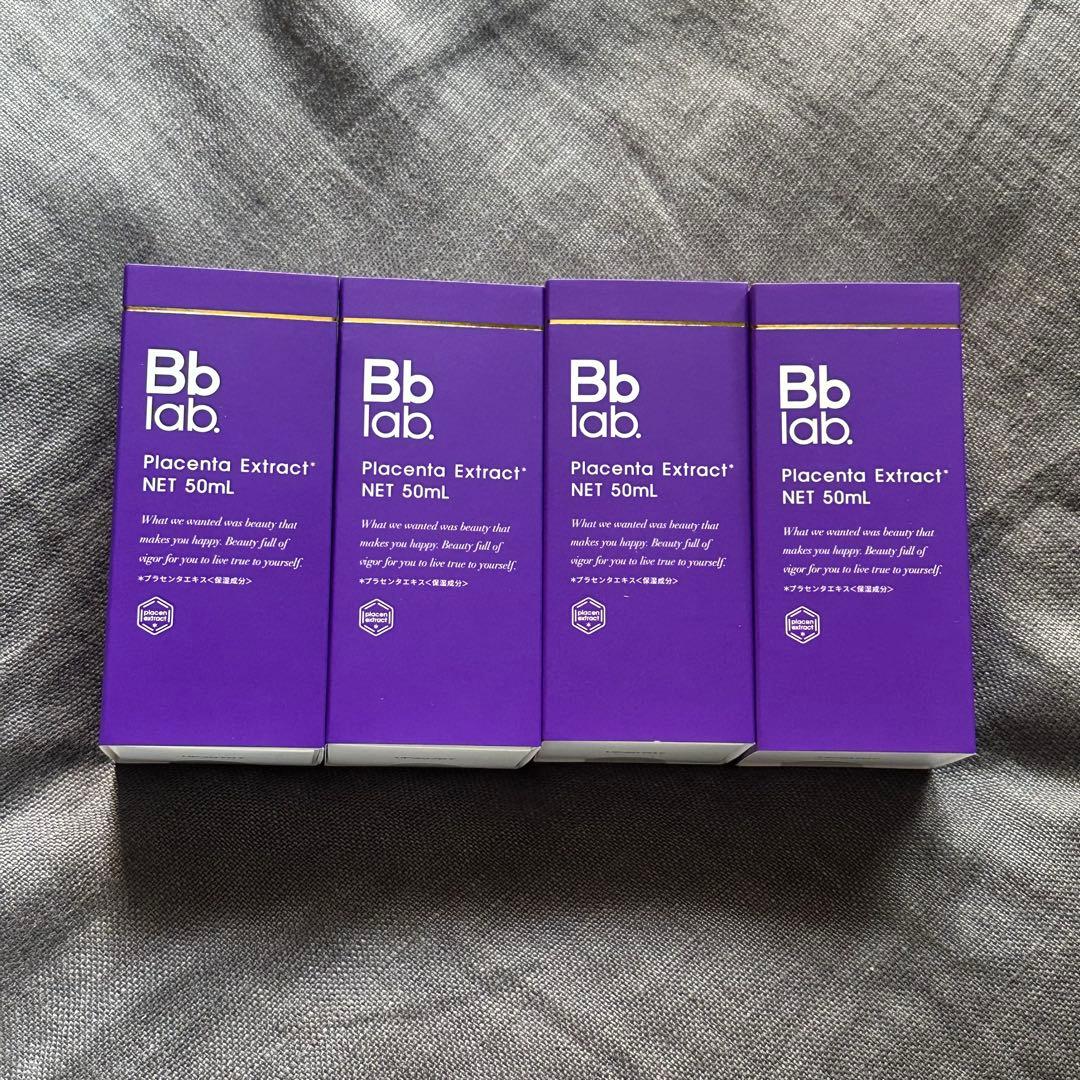 Bb
lab.
Placenta Extract*
NET 50mL
What we wanted was beauty that
makes you happy. Beauty full of
vigor for you to live true to yourself.
*プラセンタエキス<保湿成分>
placen
extract
*
Bb
lab.
Placenta Extract*
NET 50mL
What we wanted was beauty that
makes you happy. Beauty full of
vigor for you to live true to yourself.
*プラセンタエキス<保湿成分>
placen
extract
*
Bb
lab.
Placenta Extract*
NET 50mL
What we wanted was beauty that
makes you happy. Beauty full of
vigor for you to live true to yourself.
*プラセンタエキス<保湿成分>
placen
extract
*
Bb
lab.
Placenta Extract*
NET 50mL
What we wanted was beauty that
makes you happy. Beauty full of
vigor for you to live true to yourself.
*プラセンタエキス<保湿成分>
placen
extract
*